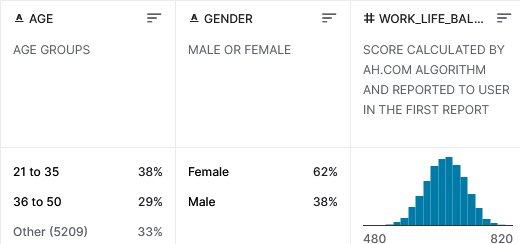 A AGE
A GENDER
# WORK_LIFE_BAL...
AGE GROUPS
MALE OR FEMALE
SCORE CALCULATED BY
AH.COM ALGORITHM
AND REPORTED TO USER
IN THE FIRST REPORT
21 to 35 38%
36 to 50 29%
Other (5209) 33%
Female 62%
Male 38%
480 820